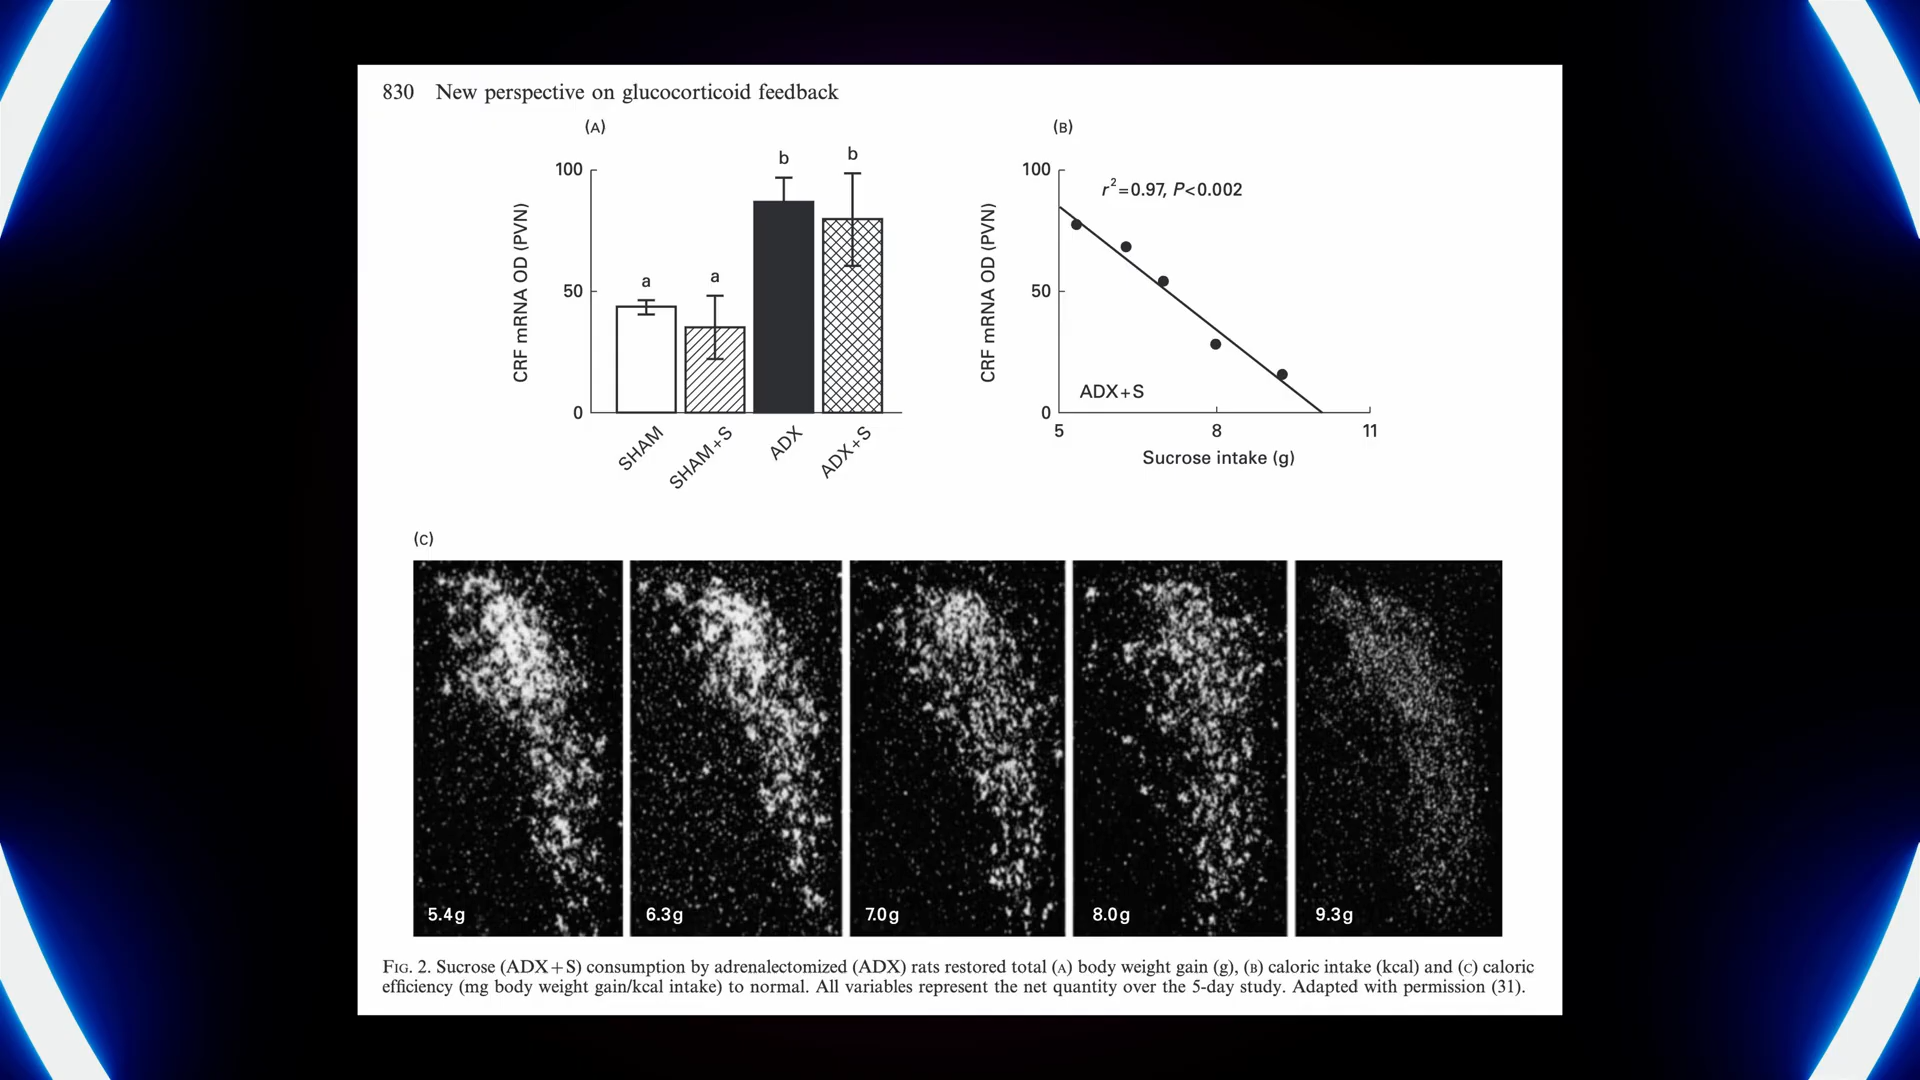 830 New perspective on glucocorticoid feedback
(A)
b
b
a
a
100
50
0
CRF mRNA OD (PVN)
SHAM
SHAM+S
ADX
ADX+S
(B)
r²=0.97, P<0.002
100
50
0
CRF mRNA OD (PVN)
ADX+S
5
8
11
Sucrose intake (g)
(C)
5.4g
6.3g
7.0g
8.0g
9.3g
FIG. 2. Sucrose (ADX+S) consumption by adrenalectomized (ADX) rats restored total (A) body weight gain (g), (B) caloric intake (kcal) and (C) caloric
efficiency (mg body weight gain/kcal intake) to normal. All variables represent the net quantity over the 5-day study. Adapted with permission (31).